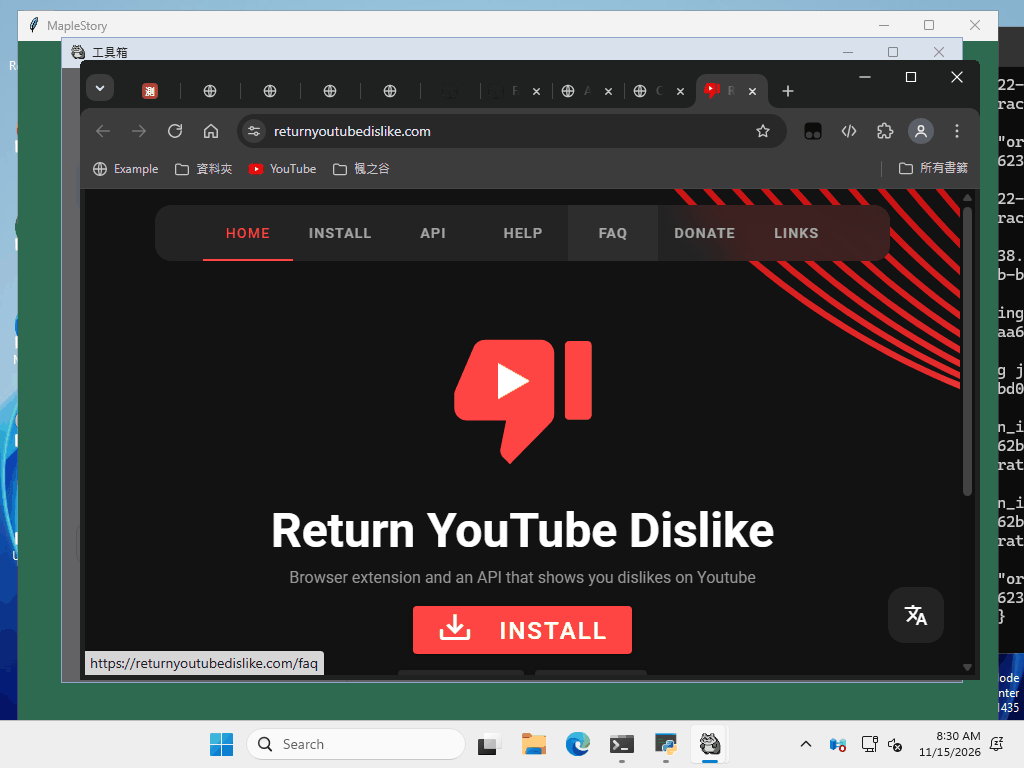 MapleStory
工具箱
測
returnyoutubedislike.com
Example
資料夾
YouTube
楓之谷
所有書籤
HOME
INSTALL
API
HELP
FAQ
DONATE
LINKS
Return YouTube Dislike
Browser extension and an API that shows you dislikes on Youtube
INSTALL
https://returnyoutubedislike.com/faq
Search
8:30 AM
11/15/2026